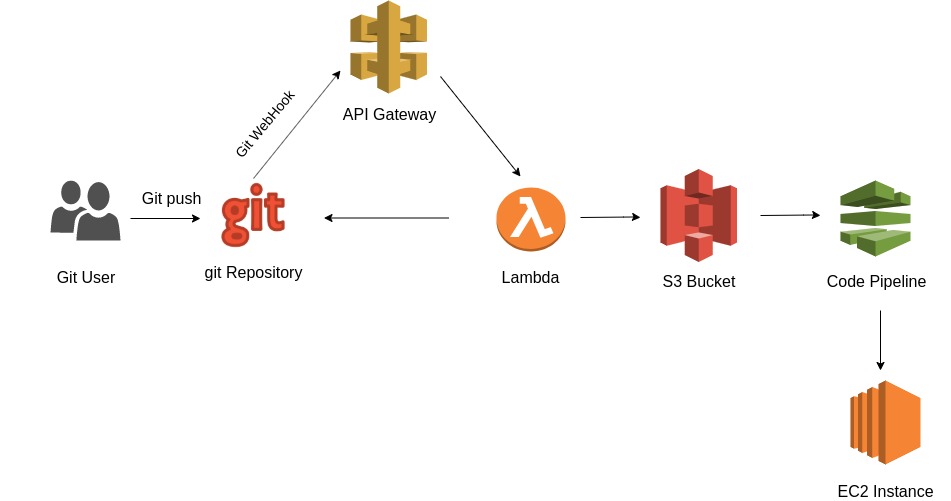 API Gateway
Git WebHook
Git push
git
Git User
git Repository
Lambda
S3 Bucket
Code Pipeline
EC2 Instance